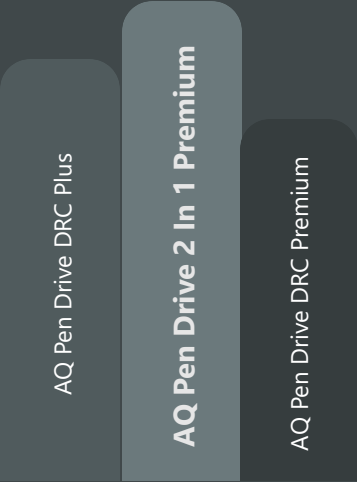 AQ Pen Drive DRC Plus
AQ Pen Drive 2 In 1 Premium
AQ Pen Drive DRC Premium